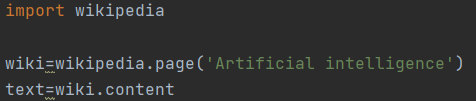 import wikipedia
wiki=wikipedia.page('Artificial intelligence')
text=wiki.content